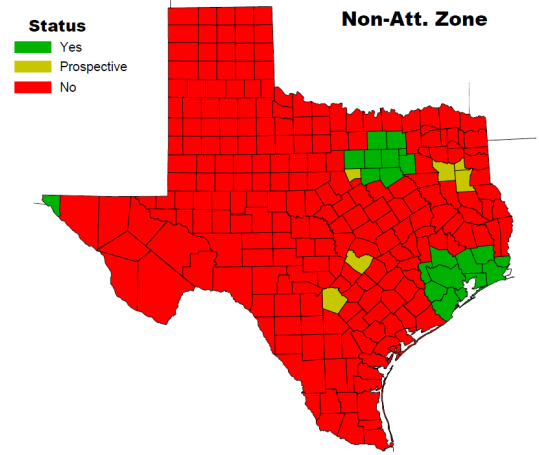 Non-Att. Zone
Status
Yes
Prospective
No